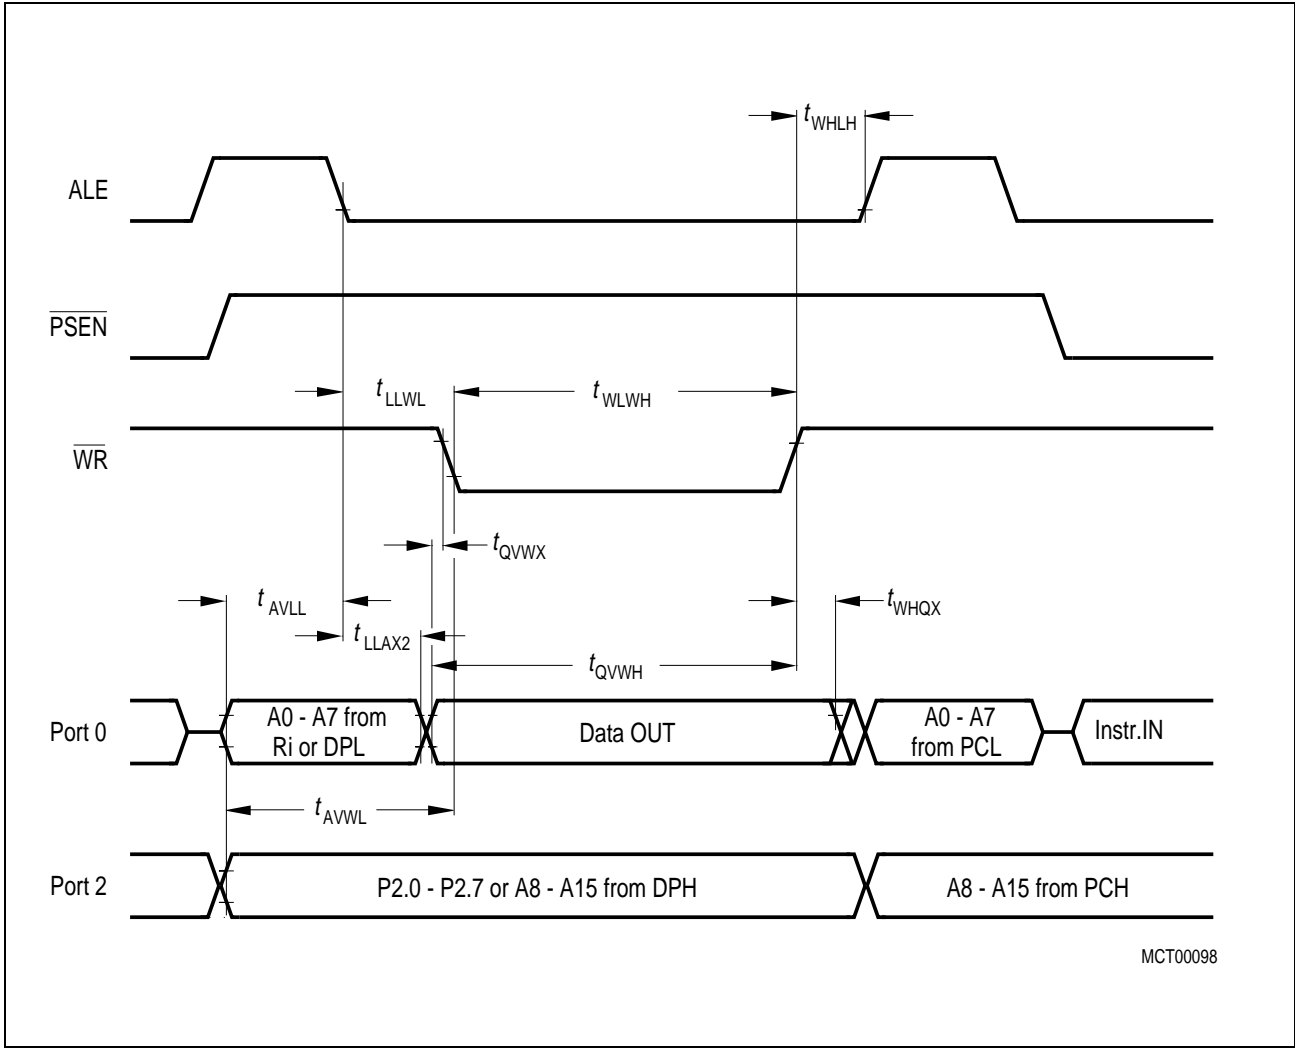 tWHLH
ALE
PSEN
tLLWL
tWLWH
WR
tQVWX
tAVLL
tWHQX
tLLAX2
tQVWH
Port 0
A0 - A7 from
Ri or DPL
Data OUT
A0 - A7
from PCL
Instr.IN
tAVWL
Port 2
P2.0 - P2.7 or A8 - A15 from DPH
A8 - A15 from PCH
MCT00098